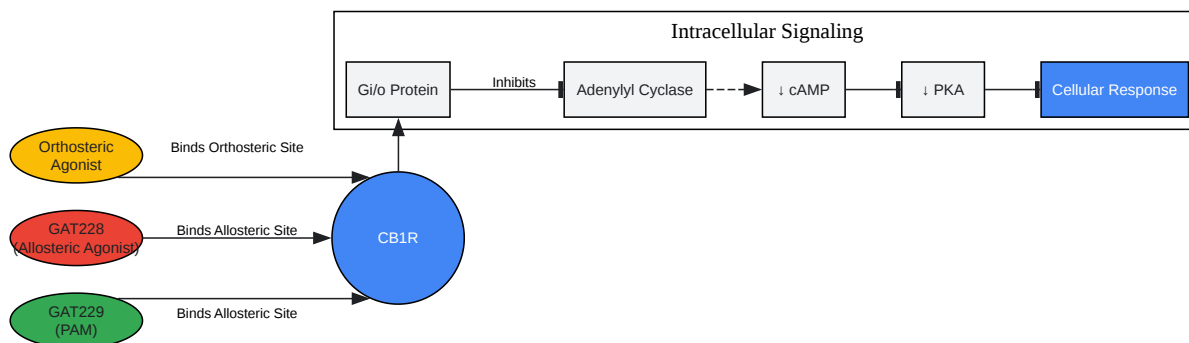 Intracellular Signaling
Gi/o Protein
Inhibits
Adenylyl Cyclase
↓ cAMP
↓ PKA
Cellular Response
Orthosteric
Agonist
Binds Orthosteric Site
GAT228
(Allosteric Agonist)
Binds Allosteric Site
CB1R
GAT229
(PAM)
Binds Allosteric Site